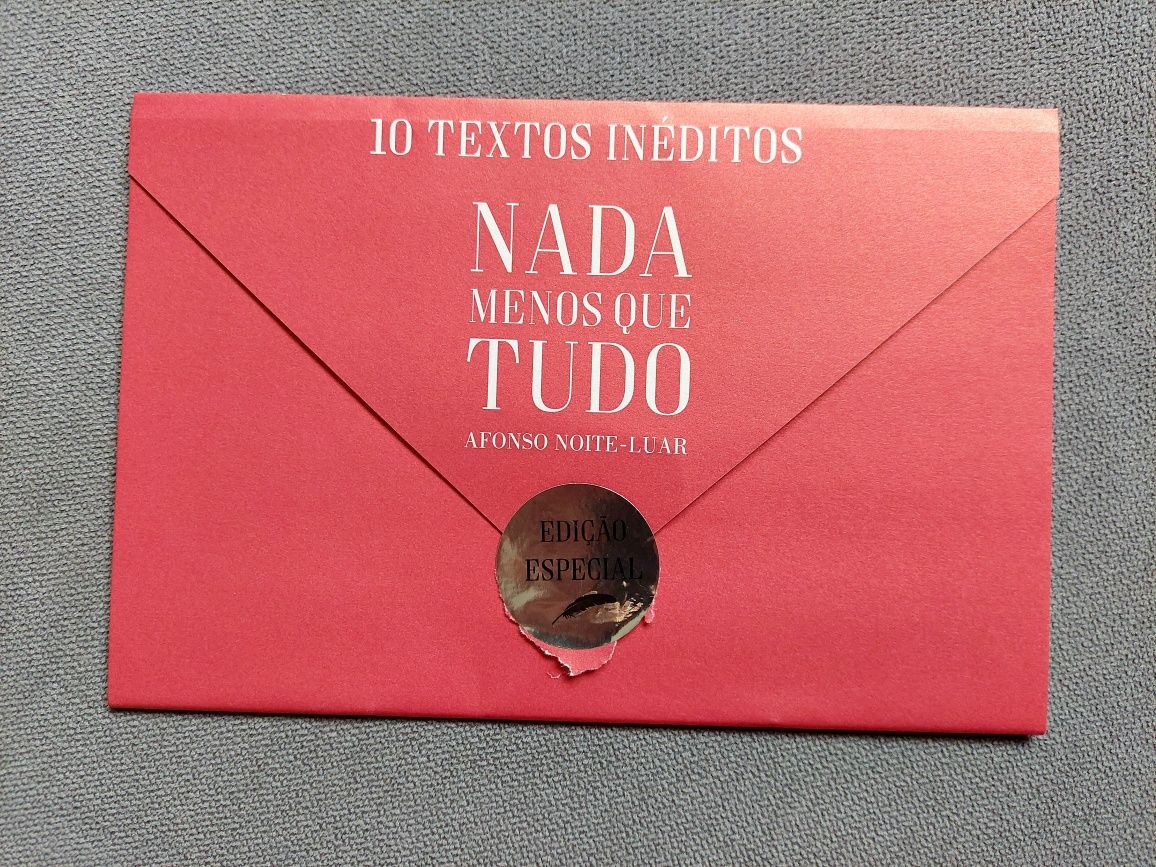 10 TEXTOS INÉDITOS
NADA
MENOS QUE
TUDO
AFONSO NOITE-LUAR
EDIÇÃO
ESPECIAL